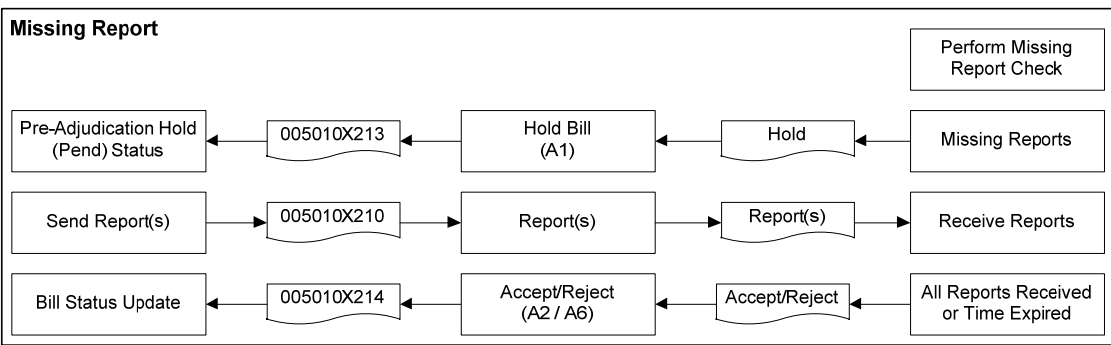 Missing Report
Perform Missing
Report Check
Pre-Adjudication Hold
(Pend) Status
005010X213
Hold Bill
(A1)
Hold
Missing Reports
Send Report(s)
005010X210
Report(s)
Report(s)
Receive Reports
Bill Status Update
005010X214
Accept/Reject
(A2 / A6)
Accept/Reject
All Reports Received
or Time Expired